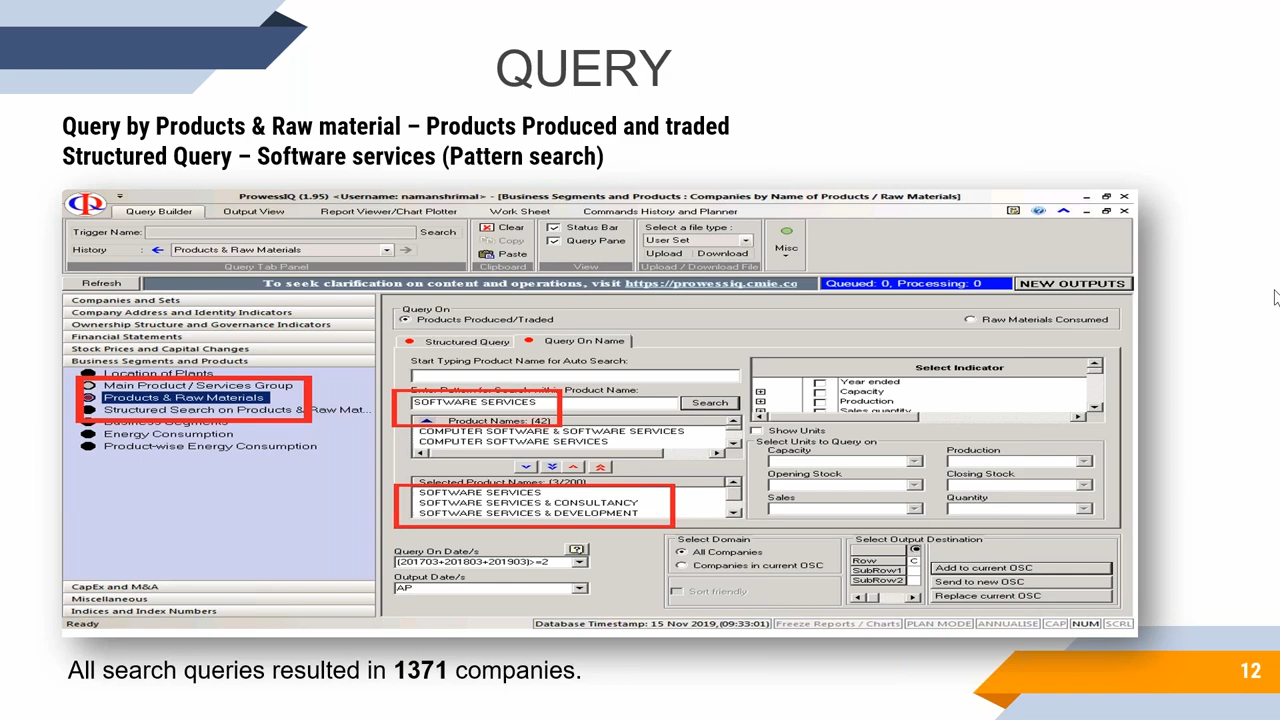 QUERY
Query by Products & Raw material – Products Produced and traded
Structured Query – Software services (Pattern search)
ProwessIQ (1.95) <Username: namanshrimal> - [Business Segments and Products : Companies by Name of Products / Raw Materials]
Query Builder Output View Report Viewer/Chart Plotter Work Sheet Commands History and Planner
Trigger Name: Search
History : Products & Raw Materials
Query Tab Panel
Clear
Copy
Paste
Clipboard
Status Bar
Query Pane
View
Select a file type :
User Set
Upload Download
Upload / Download File
Misc
Refresh
To seek clarification on content and operations, visit https://prowessiq.cmie.co
Queued: 0, Processing: 0
NEW OUTPUTS
Companies and Sets
Company Address and Identity Indicators
Ownership Structure and Governance Indicators
Financial Statements
Stock Prices and Capital Changes
Business Segments and Products
Location of Plants
Main Product / Services Group
Products & Raw Materials
Structured Search on Products & Raw Mat...
Business Segments
Energy Consumption
Product-wise Energy Consumption
CapEx and M&A
Miscellaneous
Indices and Index Numbers
Query On
Products Produced/Traded Raw Materials Consumed
Structured Query Query On Name
Start Typing Product Name for Auto Search:
Enter Pattern for Search within Product Name:
SOFTWARE SERVICES Search
Product Names: (42)
COMPUTER SOFTWARE & SOFTWARE SERVICES
COMPUTER SOFTWARE SERVICES
Selected Product Names: (3/200)
SOFTWARE SERVICES
SOFTWARE SERVICES & CONSULTANCY
SOFTWARE SERVICES & DEVELOPMENT
Select Indicator
Year ended
Capacity
Production
Sales quantity
Show Units
Select Units to Query on
Capacity Production
Opening Stock Closing Stock
Sales Quantity
Query On Date/s
(201703+201803+201903)>=2
Output Date/s
AP
Select Domain
All Companies
Companies in current OSC
Sort friendly
Select Output Destination
Row C
SubRow1
SubRow2
Add to current OSC
Send to new OSC
Replace current OSC
Ready Database Timestamp: 15 Nov 2019,(09:33:01) Freeze Reports / Charts PLAN MODE ANNUALISE CAP NUM SCRL
All search queries resulted in 1371 companies.
12